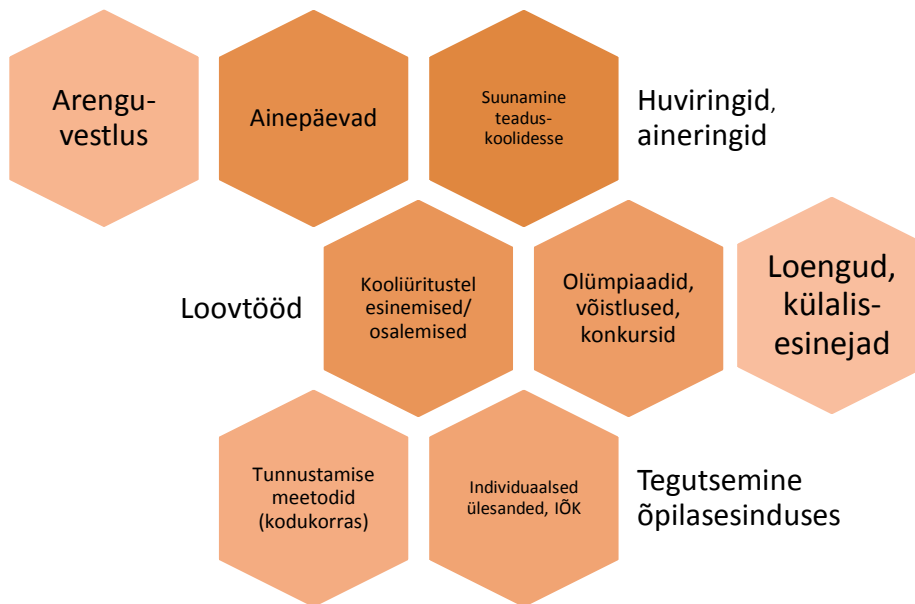 Arengu-
vestlus
Ainepäevad
Suunamine
teadus-
koolidesse
Huviringid,
aineringid
Loovtööd
Kooliüritustel
esinemised/
osalemised
Olümpiaadid,
võistlused,
konkursid
Loengud,
külalis-
esinejad
Tunnustamise
meetodid
(kodukorras)
Individuaalsed
ülesanded, IÕK
Tegutsemine
õpilasesinduses